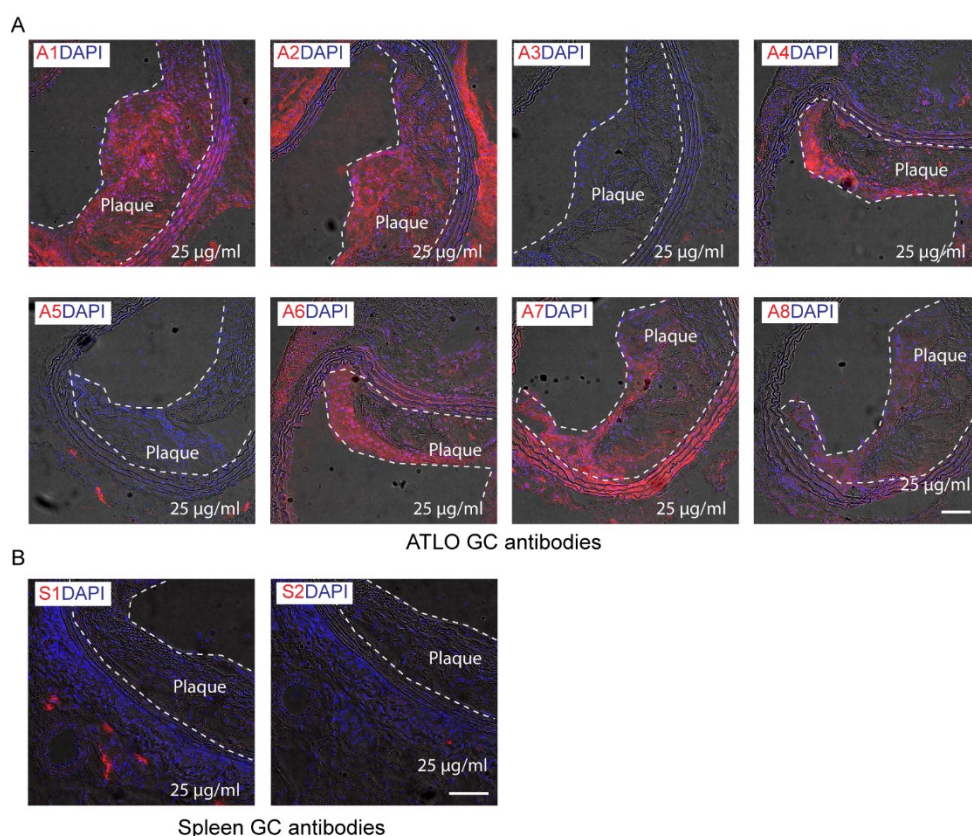 A
A1DAPI
Plaque
25 µg/ml
A2DAPI
Plaque
25 µg/ml
A3DAPI
Plaque
25 µg/ml
A4DAPI
Plaque
25 µg/ml
A5DAPI
Plaque
25 µg/ml
A6DAPI
Plaque
25 µg/ml
A7DAPI
Plaque
25 µg/ml
A8DAPI
Plaque
25 µg/ml
ATLO GC antibodies
B
S1DAPI
Plaque
25 µg/ml
S2DAPI
Plaque
25 µg/ml
Spleen GC antibodies